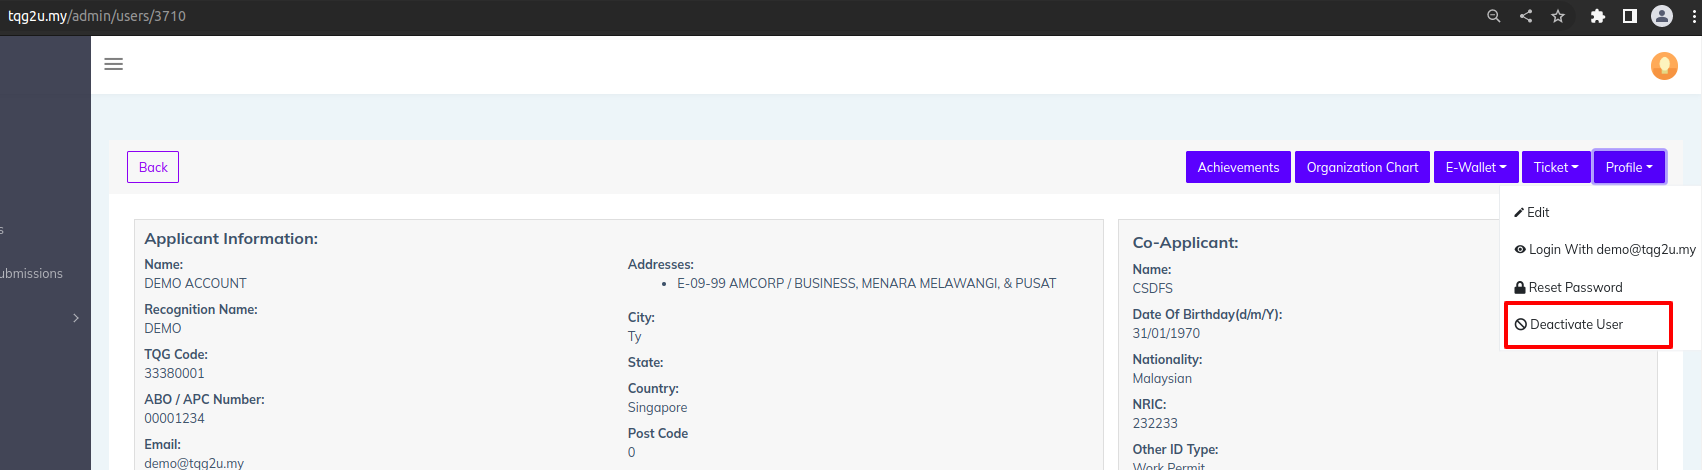 tqg2u.my/admin/users/3710
s
ubmissions
Back
Achievements
Organization Chart
E-Wallet
Ticket
Profile
Edit
Login With demo@tqg2u.my
Reset Password
Deactivate User
Applicant Information:
Name:
DEMO ACCOUNT
Recognition Name:
DEMO
TQG Code:
33380001
ABO / APC Number:
00001234
Email:
demo@tqg2u.my
Addresses:
• E-09-99 AMCORP / BUSINESS, MENARA MELAWANGI, & PUSAT
City:
Ty
State:
Country:
Singapore
Post Code
0
Co-Applicant:
Name:
CSDFS
Date Of Birthday(d/m/Y):
31/01/1970
Nationality:
Malaysian
NRIC:
232233
Other ID Type:
Work Permit